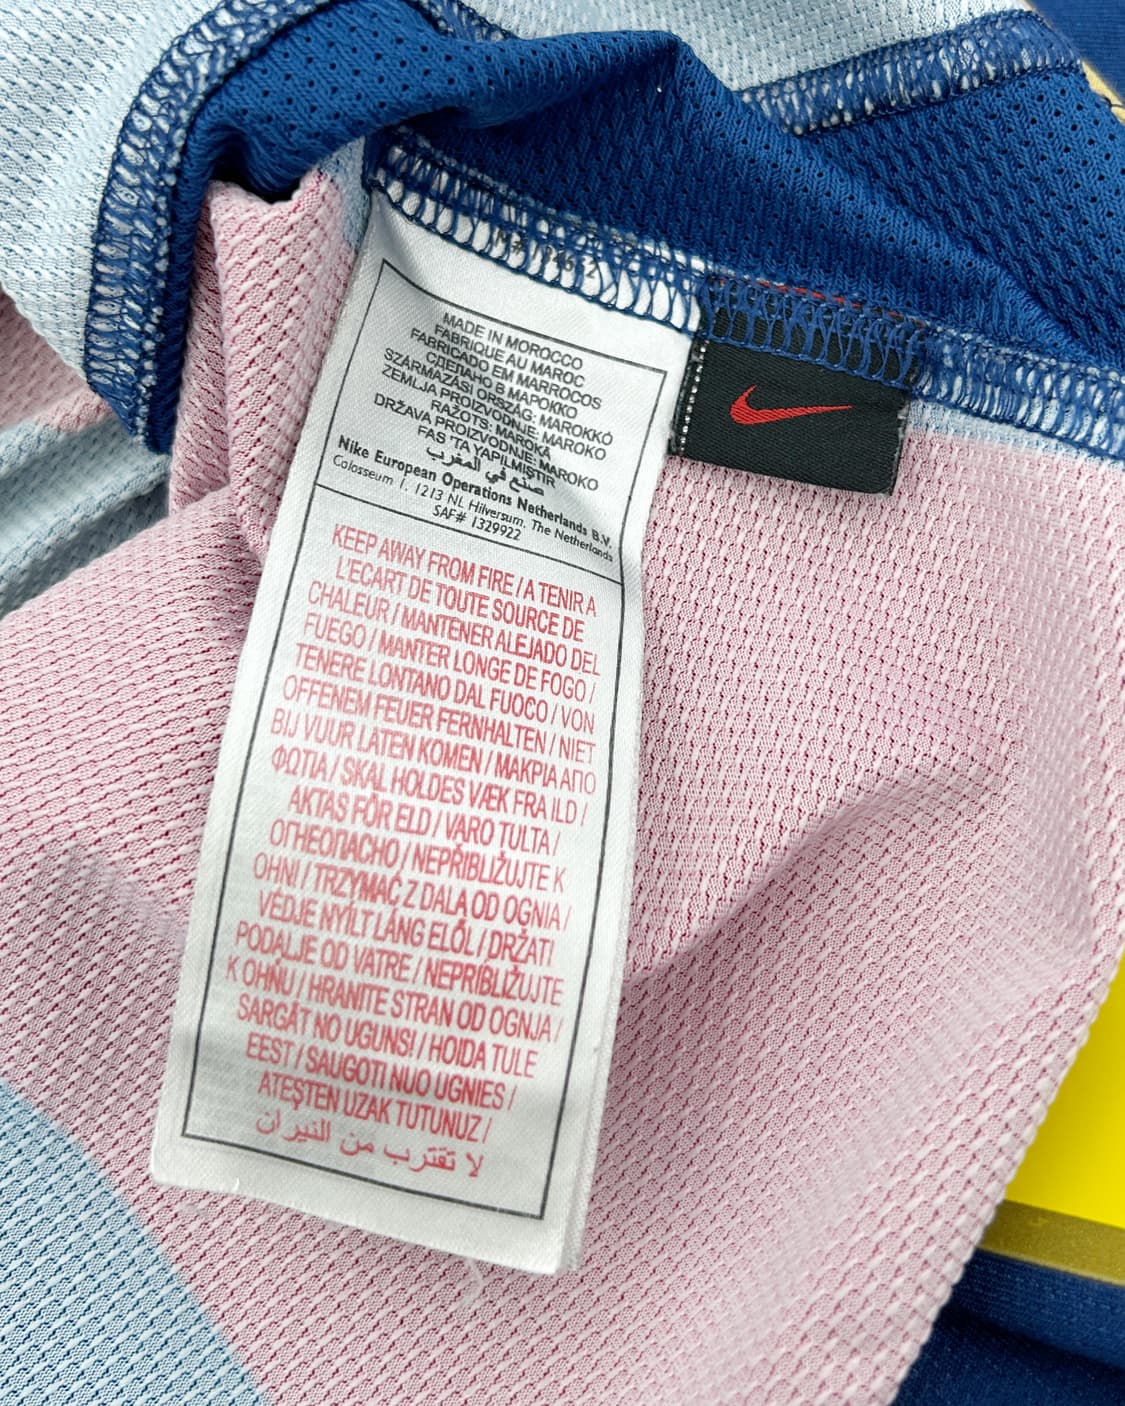 MADE IN MOROCCO
FABRIQUE AU MAROC
FABRICADO EM MARROCOS
СДЕЛАНО В МАРОККО
SZÁRMAZÁSI ORSZÁG: MAROKKÓ
ZEMLJA PROIZVODNJE: MAROKO
RAŽOTS: MAROKA
DRŽAVA PROIZVODNJE: MAROKO
FAS 'TA YAPILMIŞTIR
صنع في المغرب
Nike European Operations Netherlands B.V.
Colosseum 1, 1213 NL Hilversum, The Netherlands
SAF# 1329922
KEEP AWAY FROM FIRE / A TENIR A
L'ECART DE TOUTE SOURCE DE
CHALEUR / MANTENER ALEJADO DEL
FUEGO / MANTER LONGE DE FOGO /
TENERE LONTANO DAL FUOCO / VON
OFFENEM FEUER FERNHALTEN / NIET
BIJ VUUR LATEN KOMEN / ΜΑΚΡΙΑ ΑΠΟ
ΦΩΤΙΑ / SKAL HOLDES VÆK FRA ILD /
AKTAS FÖR ELD / VARO TULTA /
ОГНЕОПАСНО / NEPŘIBLIŽUJTE K
OHNI / TRZYMAĆ Z DALA OD OGNIA /
VÉDJE NYÍLT LÁNG ELŐL / DRŽATI
PODALJE OD VATRE / NEPRIBLIŽUJTE
K OHŇU / HRANITE STRAN OD OGNJA /
SARGĀT NO UGUNS! / HOIDA TULE
EEST / SAUGOTI NUO UGNIES /
ATEŞTEN UZAK TUTUNUZ /
لا تقترب من النيران